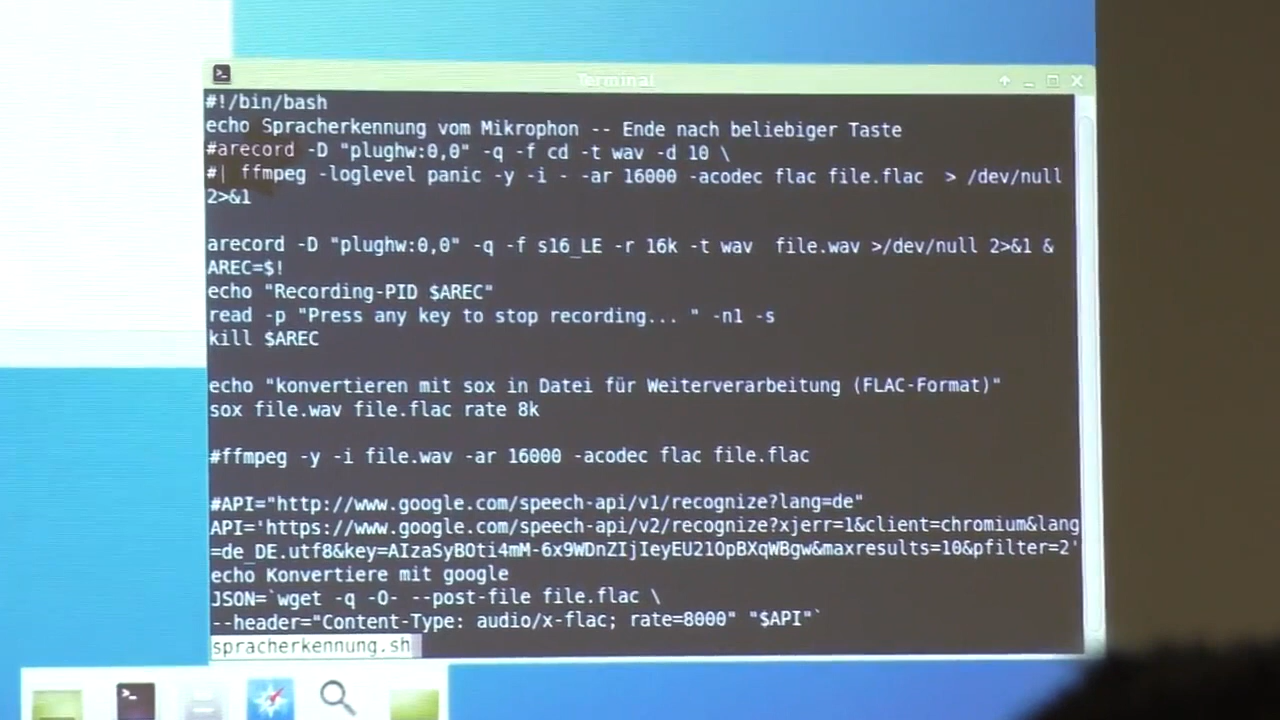 Terminal
#!/bin/bash
echo Spracherkennung vom Mikrophon -- Ende nach beliebiger Taste
#arecord -D "plughw:0,0" -q -f cd -t wav -d 10 \
#| ffmpeg -loglevel panic -y -i - -ar 16000 -acodec flac file.flac  > /dev/null
2>&1
arecord -D "plughw:0,0" -q -f s16_LE -r 16k -t wav  file.wav >/dev/null 2>&1 &
AREC=$!
echo "Recording-PID $AREC"
read -p "Press any key to stop recording... " -n1 -s
kill $AREC
echo "konvertieren mit sox in Datei für Weiterverarbeitung (FLAC-Format)"
sox file.wav file.flac rate 8k
#ffmpeg -y -i file.wav -ar 16000 -acodec flac file.flac
#API="http://www.google.com/speech-api/v1/recognize?lang=de"
API='https://www.google.com/speech-api/v2/recognize?xjerr=1&client=chromium&lang
=de_DE.utf8&key=AIzaSyBOti4mM-6x9WDnZIjIeyEU21OpBXqWBgw&maxresults=10&pfilter=2'
echo Konvertiere mit google
JSON=`wget -q -O- --post-file file.flac \
--header="Content-Type: audio/x-flac; rate=8000" "$API"`
spracherkennung.sh